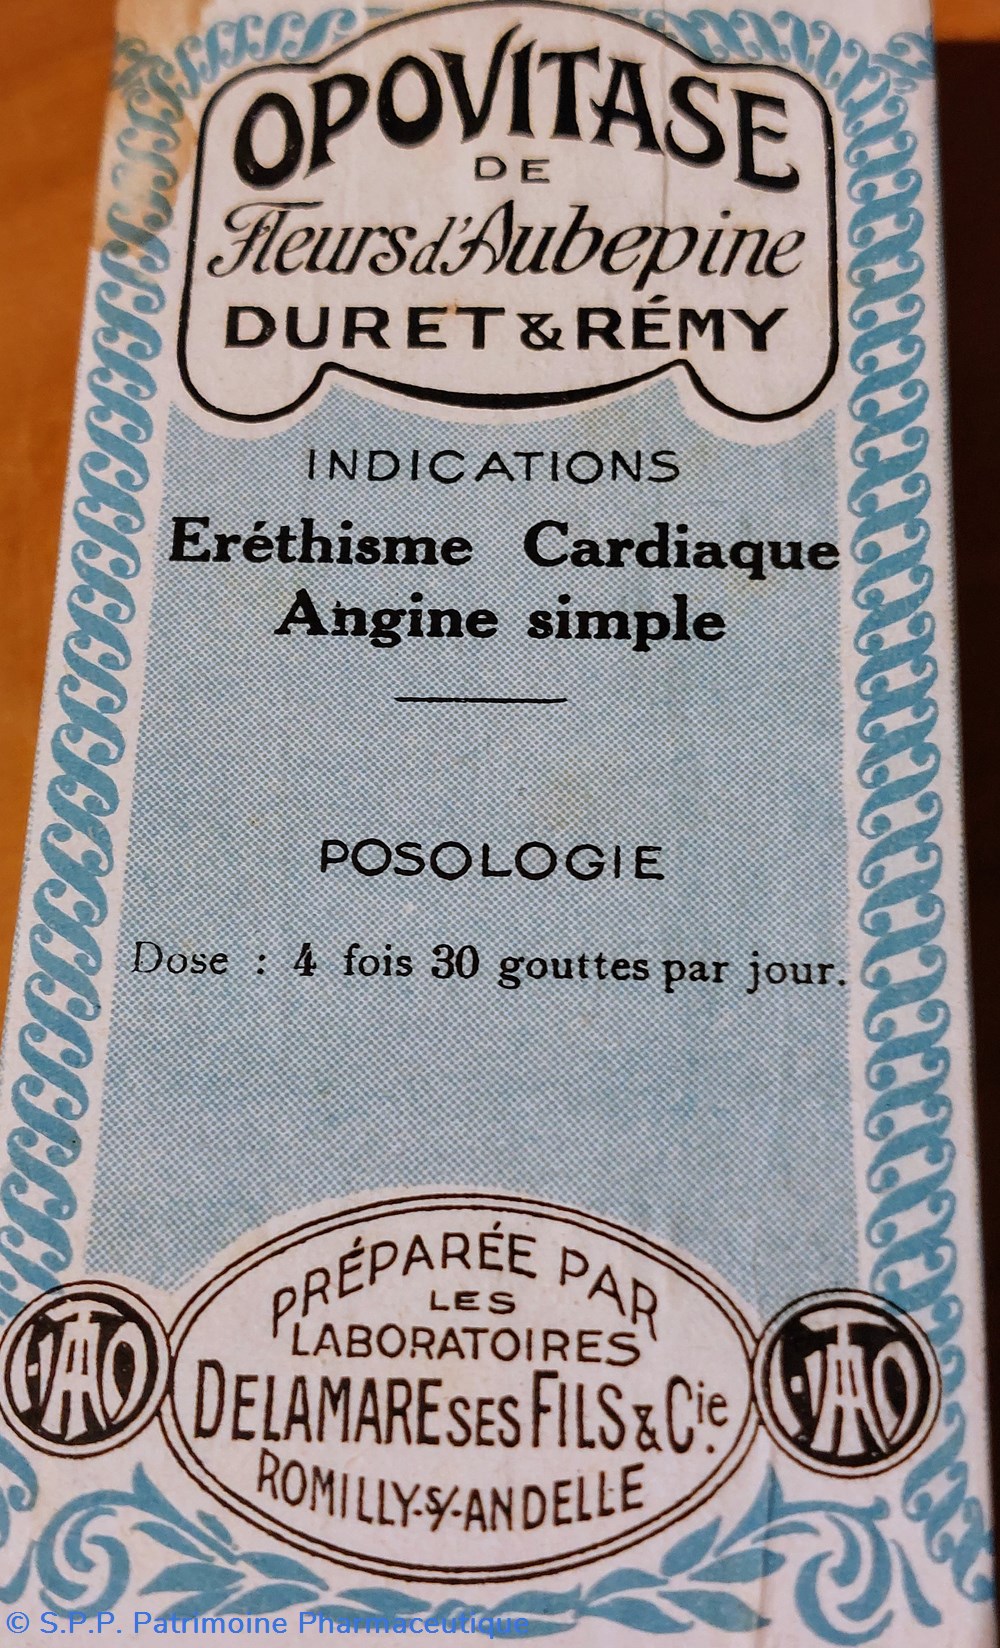 OPOVITASE
DE
Fleurs d'Aubepine
DURET & RÉMY
INDICATIONS
Eréthisme Cardiaque
Angine simple
POSOLOGIE
Dose : 4 fois 30 gouttes par jour.
PRÉPARÉE PAR
LES
LABORATOIRES
DELAMARE SES FILS & Cie.
ROMILLY-s/-ANDELLE
© S.P.P. Patrimoine Pharmaceutique